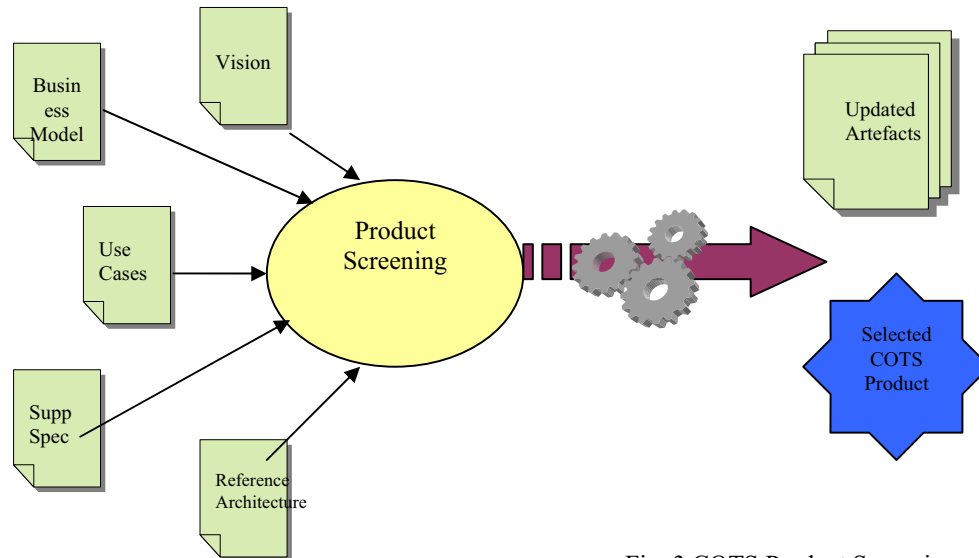 Vision
Busin
ess
Model
Updated
Artefacts
Product
Screening
Use
Cases
Selected
COTS
Product
Supp
Spec
Reference
Architecture